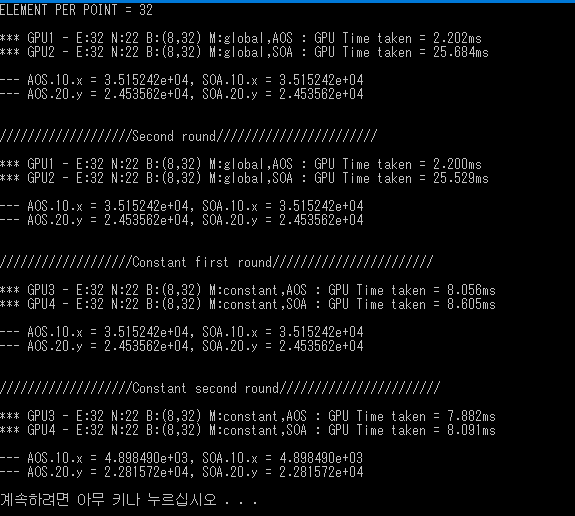 ELEMENT PER POINT = 32
*** GPU1 - E:32 N:22 B:(8,32) M:global,AOS : GPU Time taken = 2.202ms
*** GPU2 - E:32 N:22 B:(8,32) M:global,SOA : GPU Time taken = 25.684ms
--- AOS.10.x = 3.515242e+04, SOA.10.x = 3.515242e+04
--- AOS.20.y = 2.453562e+04, SOA.20.y = 2.453562e+04
///////////////////Second round///////////////////////
*** GPU1 - E:32 N:22 B:(8,32) M:global,AOS : GPU Time taken = 2.200ms
*** GPU2 - E:32 N:22 B:(8,32) M:global,SOA : GPU Time taken = 25.529ms
--- AOS.10.x = 3.515242e+04, SOA.10.x = 3.515242e+04
--- AOS.20.y = 2.453562e+04, SOA.20.y = 2.453562e+04
///////////////////Constant first round///////////////////////
*** GPU3 - E:32 N:22 B:(8,32) M:constant,AOS : GPU Time taken = 8.056ms
*** GPU4 - E:32 N:22 B:(8,32) M:constant,SOA : GPU Time taken = 8.605ms
--- AOS.10.x = 3.515242e+04, SOA.10.x = 3.515242e+04
--- AOS.20.y = 2.453562e+04, SOA.20.y = 2.453562e+04
///////////////////Constant second round///////////////////////
*** GPU3 - E:32 N:22 B:(8,32) M:constant,AOS : GPU Time taken = 7.882ms
*** GPU4 - E:32 N:22 B:(8,32) M:constant,SOA : GPU Time taken = 8.091ms
--- AOS.10.x = 4.898490e+03, SOA.10.x = 4.898490e+03
--- AOS.20.y = 2.281572e+04, SOA.20.y = 2.281572e+04
계속하려면 아무 키나 누르십시오 . . .